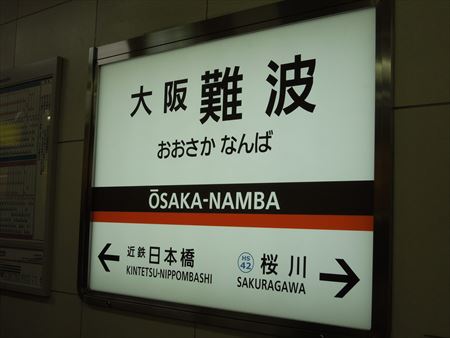 大阪難波
おおさか なんば
ŌSAKA-NAMBA
← 近鉄日本橋
KINTETSU-NIPPOMBASHI
HS 42 桜川 →
SAKURAGAWA